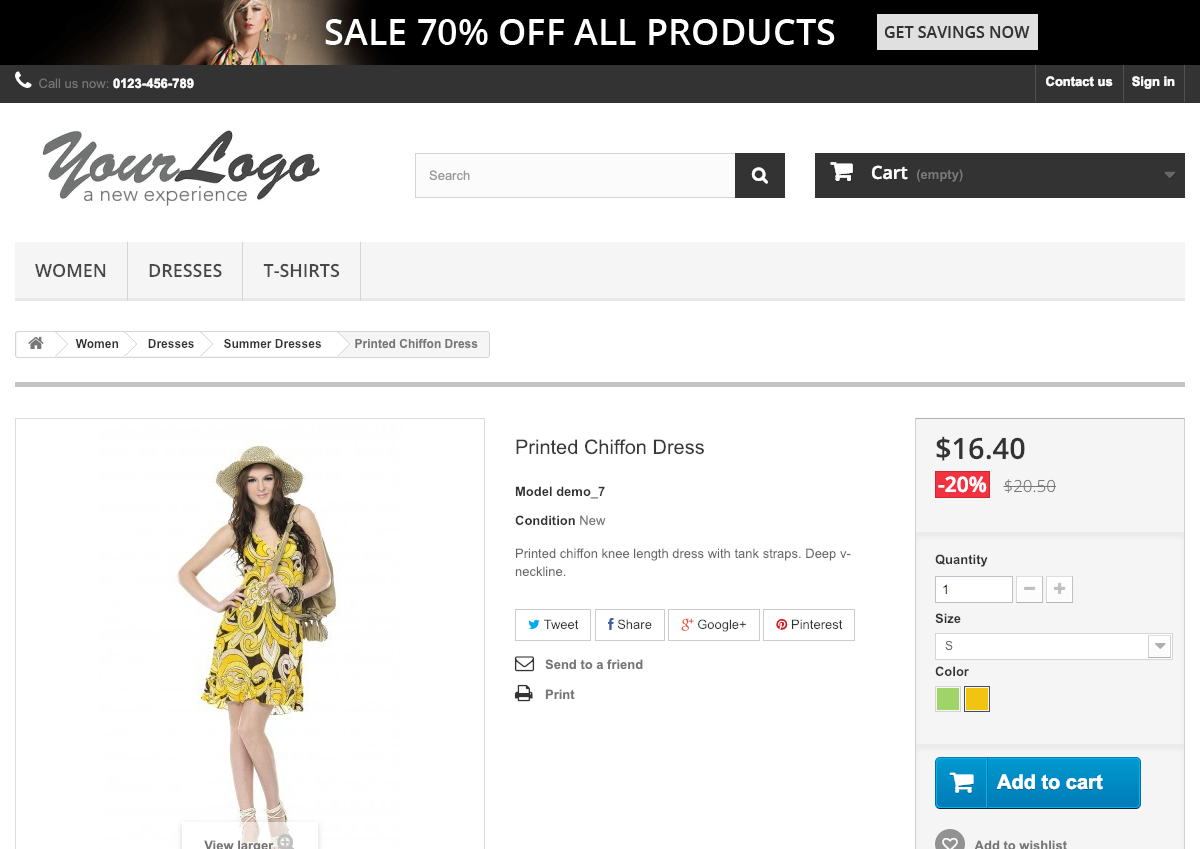 SALE 70% OFF ALL PRODUCTS GET SAVINGS NOW
Call us now: 0123-456-789 Contact us Sign in
Your Logo
a new experience
Search
Cart (empty)
WOMEN DRESSES T-SHIRTS
Women Dresses Summer Dresses Printed Chiffon Dress
Printed Chiffon Dress
Model demo_7
Condition New
Printed chiffon knee length dress with tank straps. Deep v-
neckline.
Tweet Share Google+ Pinterest
Send to a friend
Print
View larger
$16.40
-20% $20.50
Quantity
1
Size
S
Color
Add to cart
Add to wishlist